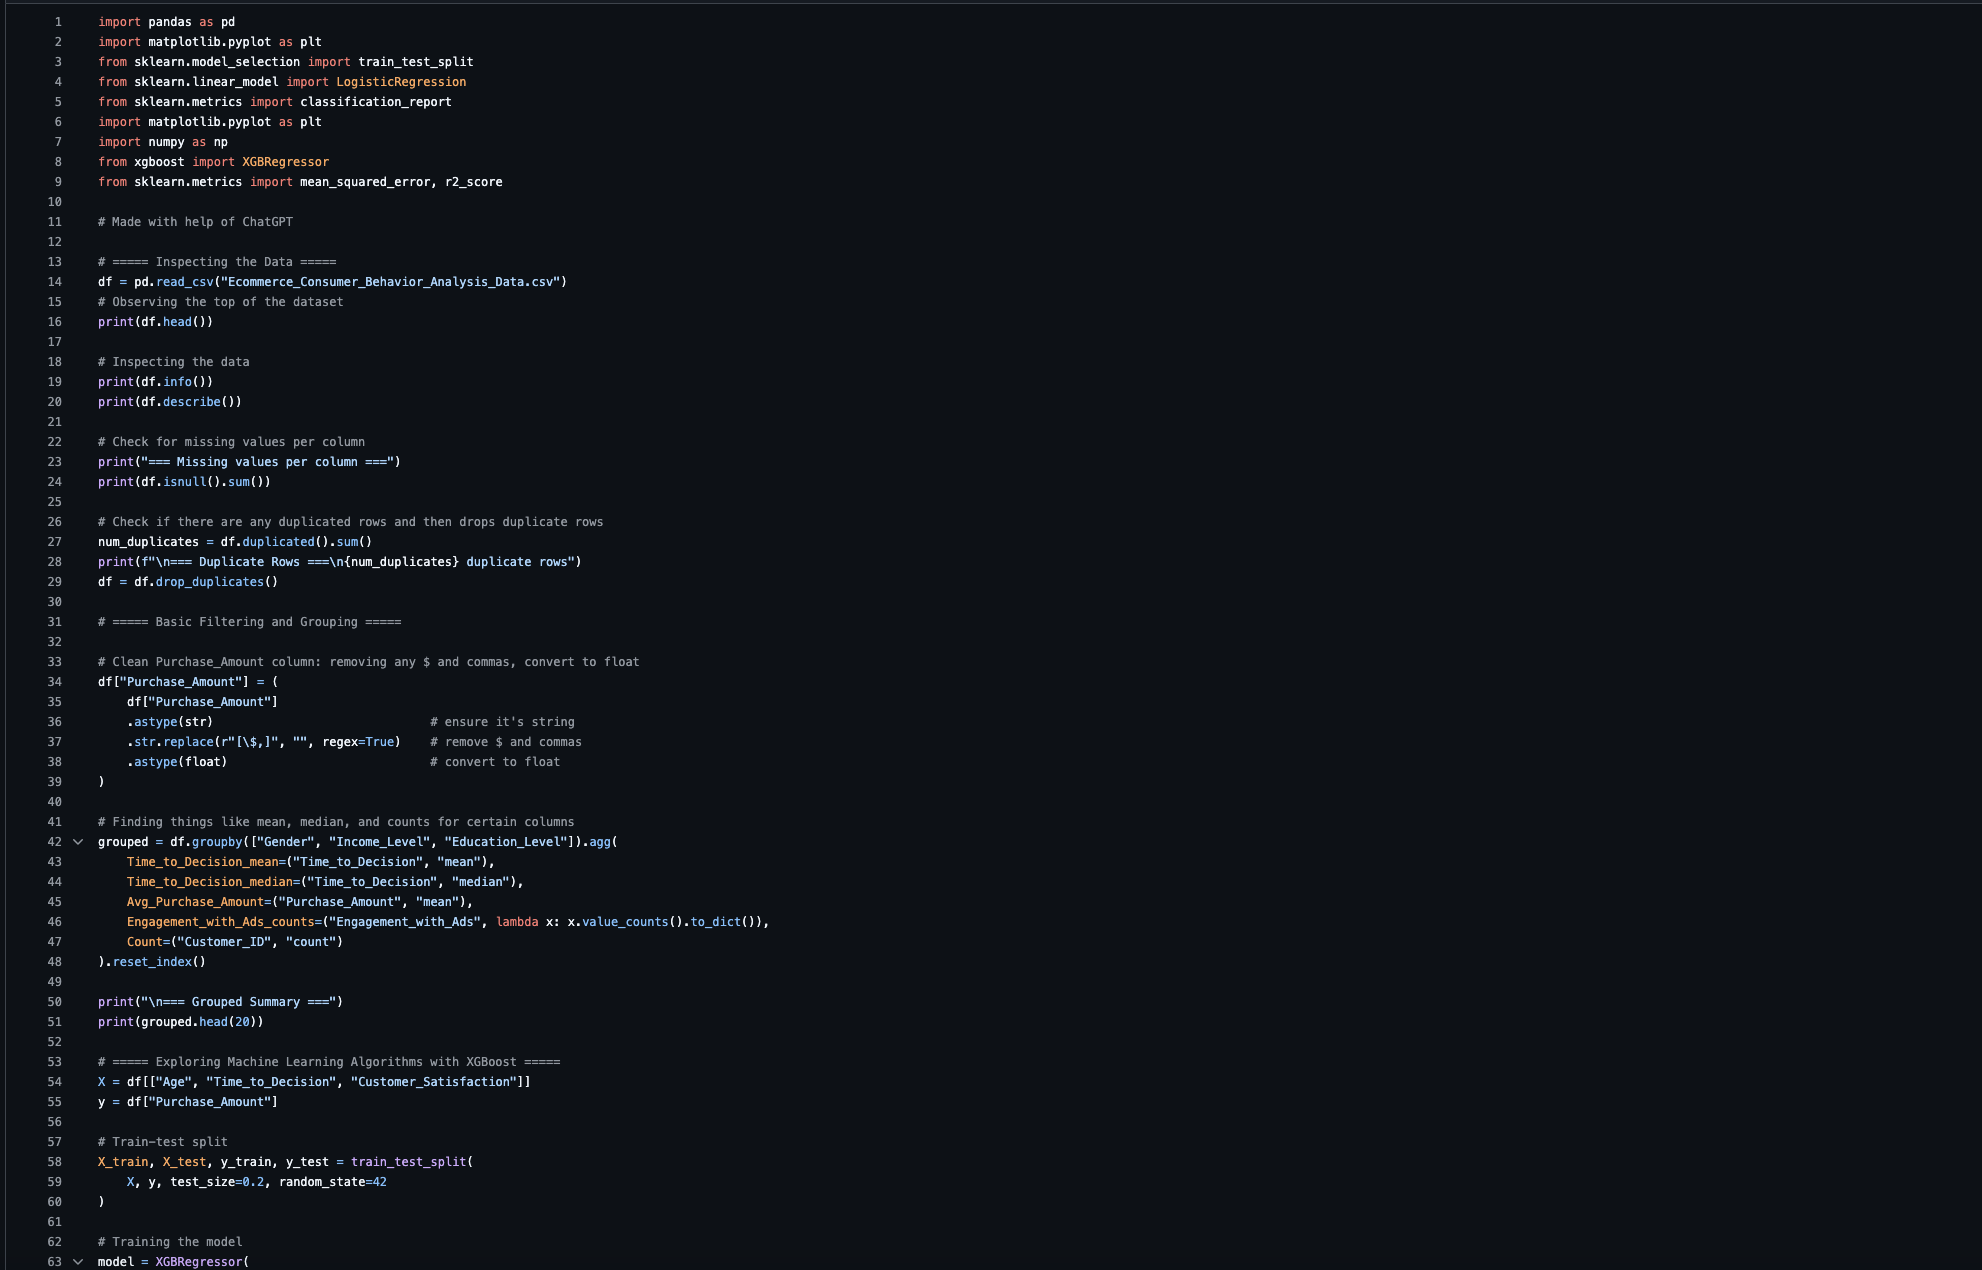 1 import pandas as pd
2 import matplotlib.pyplot as plt
3 from sklearn.model_selection import train_test_split
4 from sklearn.linear_model import LogisticRegression
5 from sklearn.metrics import classification_report
6 import matplotlib.pyplot as plt
7 import numpy as np
8 from xgboost import XGBRegressor
9 from sklearn.metrics import mean_squared_error, r2_score
10
11 # Made with help of ChatGPT
12
13 # ===== Inspecting the Data =====
14 df = pd.read_csv("Ecommerce_Consumer_Behavior_Analysis_Data.csv")
15 # Observing the top of the dataset
16 print(df.head())
17
18 # Inspecting the data
19 print(df.info())
20 print(df.describe())
21
22 # Check for missing values per column
23 print("=== Missing values per column ===")
24 print(df.isnull().sum())
25
26 # Check if there are any duplicated rows and then drops duplicate rows
27 num_duplicates = df.duplicated().sum()
28 print(f"\n=== Duplicate Rows ===\n{num_duplicates} duplicate rows")
29 df = df.drop_duplicates()
30
31 # ===== Basic Filtering and Grouping =====
32
33 # Clean Purchase_Amount column: removing any $ and commas, convert to float
34 df["Purchase_Amount"] = (
35     df["Purchase_Amount"]
36     .astype(str)                              # ensure it's string
37     .str.replace(r"[\$,]", "", regex=True)    # remove $ and commas
38     .astype(float)                            # convert to float
39 )
40
41 # Finding things like mean, median, and counts for certain columns
42 grouped = df.groupby(["Gender", "Income_Level", "Education_Level"]).agg(
43     Time_to_Decision_mean=("Time_to_Decision", "mean"),
44     Time_to_Decision_median=("Time_to_Decision", "median"),
45     Avg_Purchase_Amount=("Purchase_Amount", "mean"),
46     Engagement_with_Ads_counts=("Engagement_with_Ads", lambda x: x.value_counts().to_dict()),
47     Count=("Customer_ID", "count")
48 ).reset_index()
49
50 print("\n=== Grouped Summary ===")
51 print(grouped.head(20))
52
53 # ===== Exploring Machine Learning Algorithms with XGBoost =====
54 X = df[["Age", "Time_to_Decision", "Customer_Satisfaction"]]
55 y = df["Purchase_Amount"]
56
57 # Train-test split
58 X_train, X_test, y_train, y_test = train_test_split(
59     X, y, test_size=0.2, random_state=42
60 )
61
62 # Training the model
63 model = XGBRegressor(